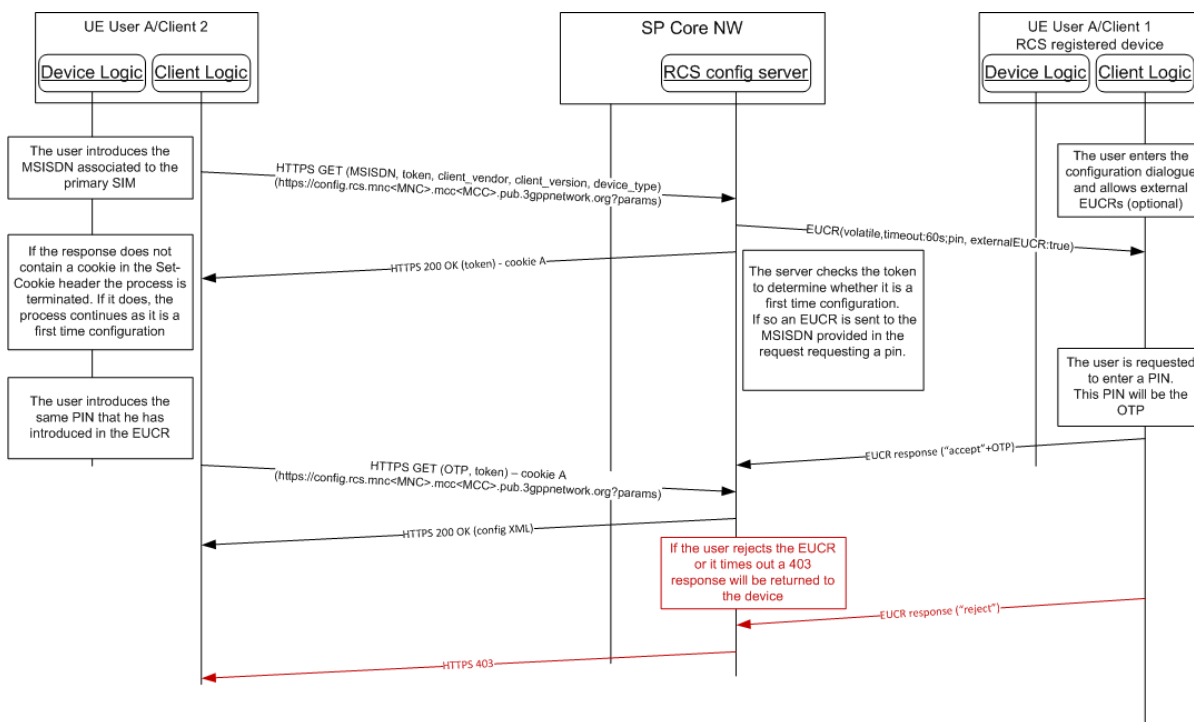 UE User A/Client 2
SP Core NW
UE User A/Client 1
RCS registered device
Device Logic
Client Logic
RCS config server
Device Logic
Client Logic
The user introduces the
MSISDN associated to the
primary SIM
HTTPS GET (MSISDN, token, client_vendor, client_version, device_type)
(https://config.rcs.mnc<MNC>.mcc<MCC>.pub.3gppnetwork.org?params)
The user enters the
configuration dialogue
and allows external
EUCRs (optional)
EUCR(volatile,timeout:60s;pin, externalEUCR:true)
If the response does not
contain a cookie in the Set-
Cookie header the process is
terminated. If it does, the
process continues as it is a
first time configuration
HTTPS 200 OK (token) - cookie A
The server checks the token
to determine whether it is a
first time configuration.
If so an EUCR is sent to the
MSISDN provided in the
request requesting a pin.
The user is requested
to enter a PIN.
This PIN will be the
OTP
The user introduces the
same PIN that he has
introduced in the EUCR
EUCR response ("accept"+OTP)
HTTPS GET (OTP, token) – cookie A
(https://config.rcs.mnc<MNC>.mcc<MCC>.pub.3gppnetwork.org?params)
HTTPS 200 OK (config XML)
If the user rejects the EUCR
or it times out a 403
response will be returned to
the device
EUCR response ("reject")
HTTPS 403